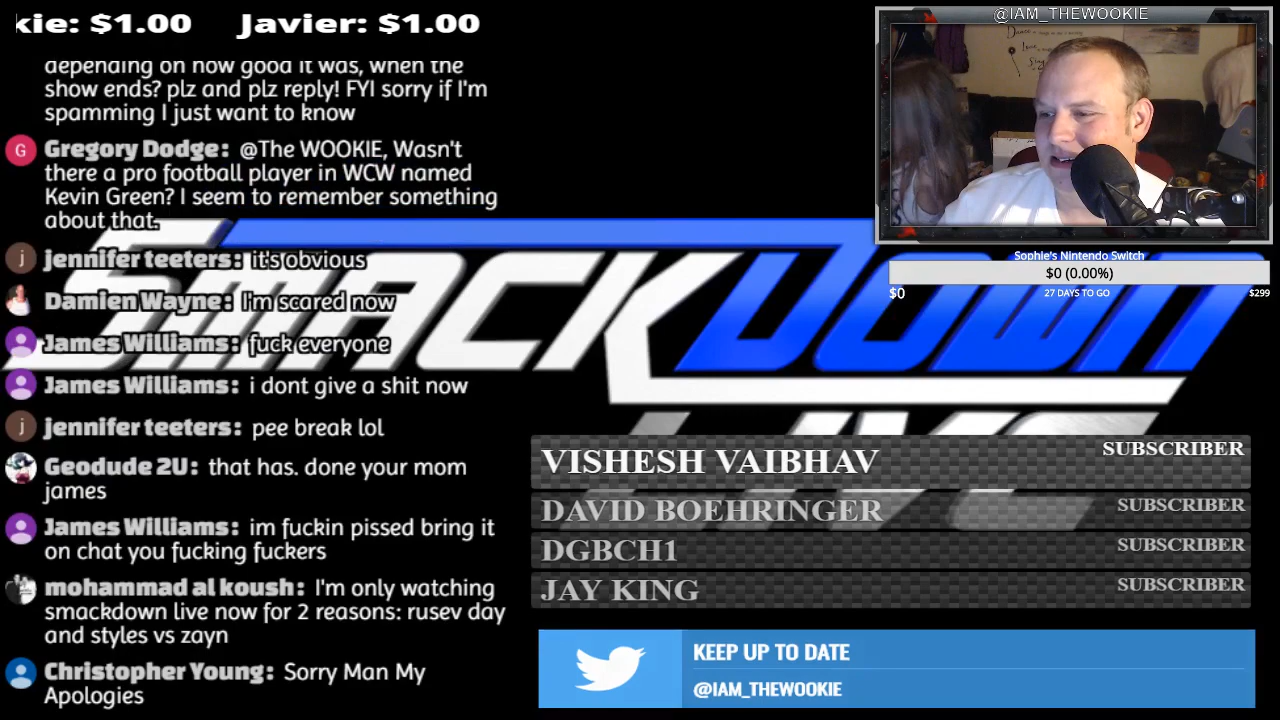 kie: $1.00 Javier: $1.00
depending on how good it was, when the
show ends? plz and plz reply! FYI sorry if I'm
spamming I just want to know
G
Gregory Dodge: @The WOOKIE, Wasn't
there a pro football player in WCW named
Kevin Green? I seem to remember something
about that.
j
jennifer teeters: it's obvious
Damien Wayne: I'm scared now
James Williams: fuck everyone
James Williams: i dont give a shit now
j
jennifer teeters: pee break lol
Geodude 2U: that has. done your mom
james
James Williams: im fuckin pissed bring it
on chat you fucking fuckers
mohammad al koush: I'm only watching
smackdown live now for 2 reasons: rusev day
and styles vs zayn
Christopher Young: Sorry Man My
Apologies
@IAM_THEWOOKIE
Dance
Love
Sophie's Nintendo Switch
$0 (0.00%)
$0 27 DAYS TO GO $299
SMACKDOWN
LIVE
VISHESH VAIBHAV SUBSCRIBER
DAVID BOEHRINGER SUBSCRIBER
DGBCH1 SUBSCRIBER
JAY KING SUBSCRIBER
KEEP UP TO DATE
@IAM_THEWOOKIE